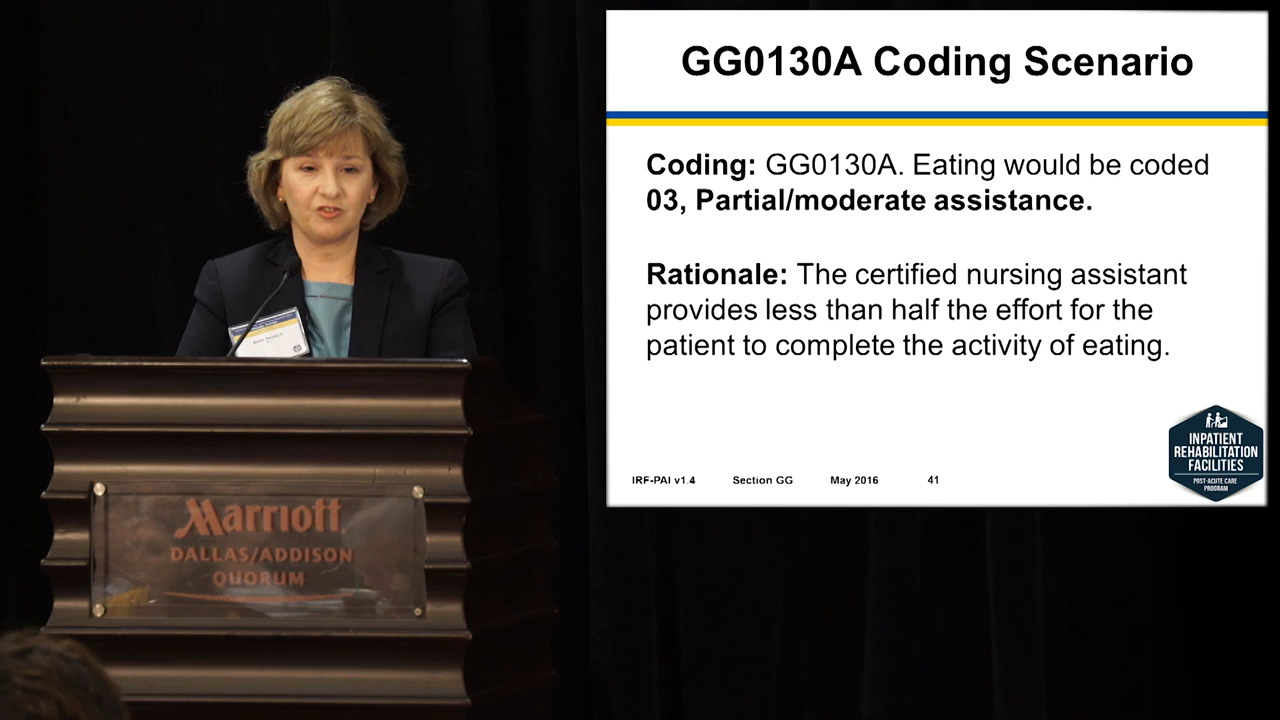 GG0130A Coding Scenario
Coding: GG0130A. Eating would be coded
03, Partial/moderate assistance.
Rationale: The certified nursing assistant
provides less than half the effort for the
patient to complete the activity of eating.
IRF-PAI v1.4 Section GG May 2016 41
INPATIENT
REHABILITATION
FACILITIES
POST-ACUTE CARE
PROGRAM
Marriott
DALLAS/ADDISON
QUORUM